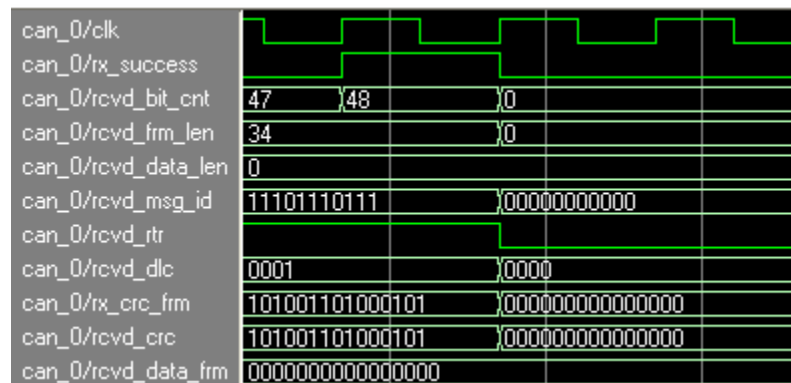 can_0/clk
can_0/rx_success
can_0/rcvd_bit_cnt 47 48 0
can_0/rcvd_frm_len 34 0
can_0/rcvd_data_len 0
can_0/rcvd_msg_id 11101110111 00000000000
can_0/rcvd_rtr
can_0/rcvd_dlc 0001 0000
can_0/rx_crc_frm 101001101000101 000000000000000
can_0/rcvd_crc 101001101000101 000000000000000
can_0/rcvd_data_frm 0000000000000000